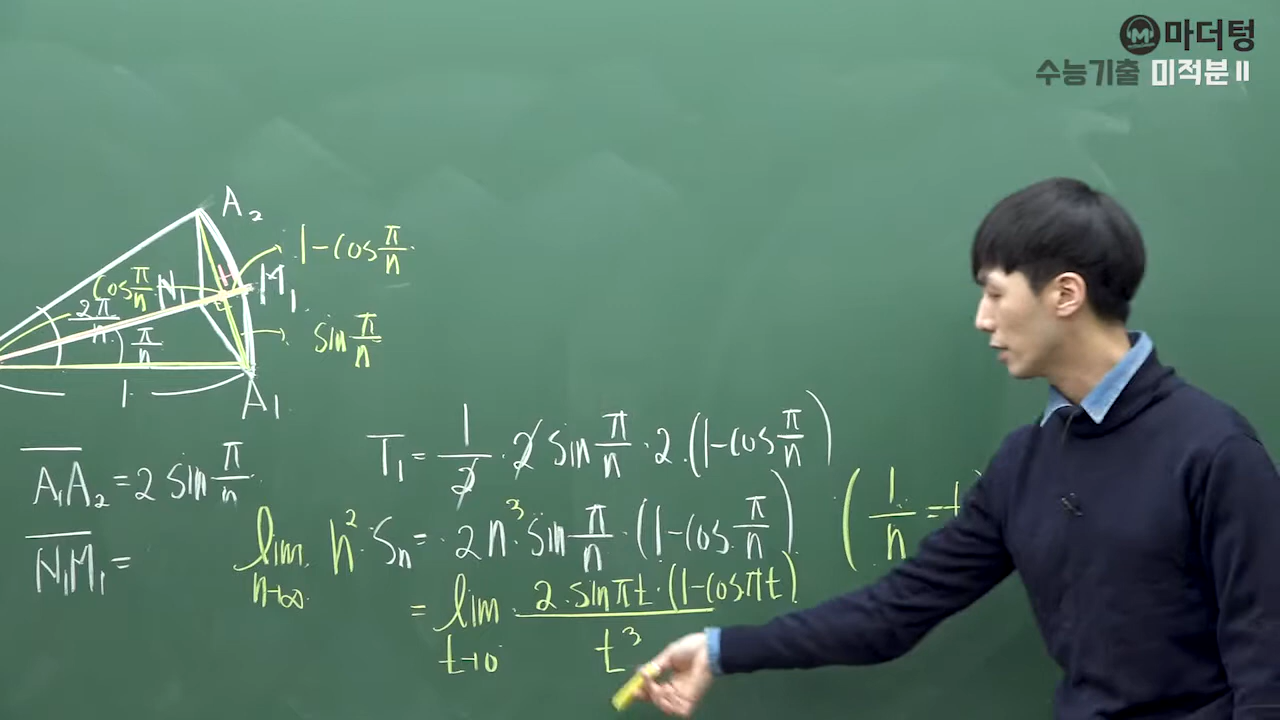 마더텅
수능기출 미적분 II
A₂
1-cos π/n
cos π/n
N₁ H M₁
2π/n
π/n
sin π/n
1
A₁
A₁A₂ = 2 sin π/n
T₁ = 1/2 · 2 sin π/n · 2 · (1-cos π/n)
N₁M₁ =
lim n→∞ n² · Sₙ = 2n³ · sin π/n · (1-cos π/n) ( 1/n = t
= lim t→0 2 · sin πt · (1-cos πt) / t³